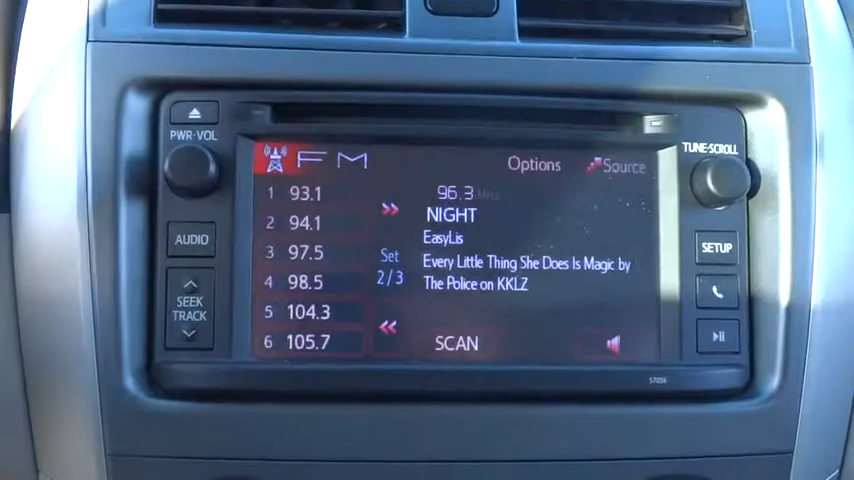 PWR·VOL
TUNE·SCROLL
FM
Options
Source
1 93.1
96.3 MHz
NIGHT
2 94.1
AUDIO
EasyLis
SETUP
3 97.5
Set
Every Little Thing She Does Is Magic by
4 98.5
2/3
The Police on KKLZ
SEEK
TRACK
5 104.3
6 105.7
SCAN
57056